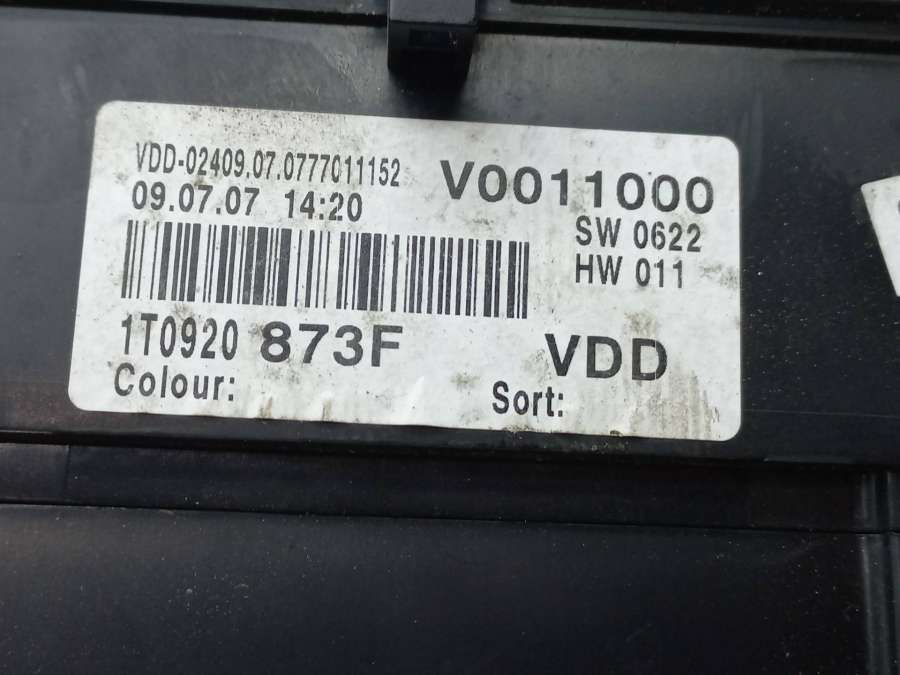 VDD-02409.07.0777011152
V0011000
09.07.07 14:20
SW 0622
HW 011
1T0920 873F
VDD
Colour:
Sort: